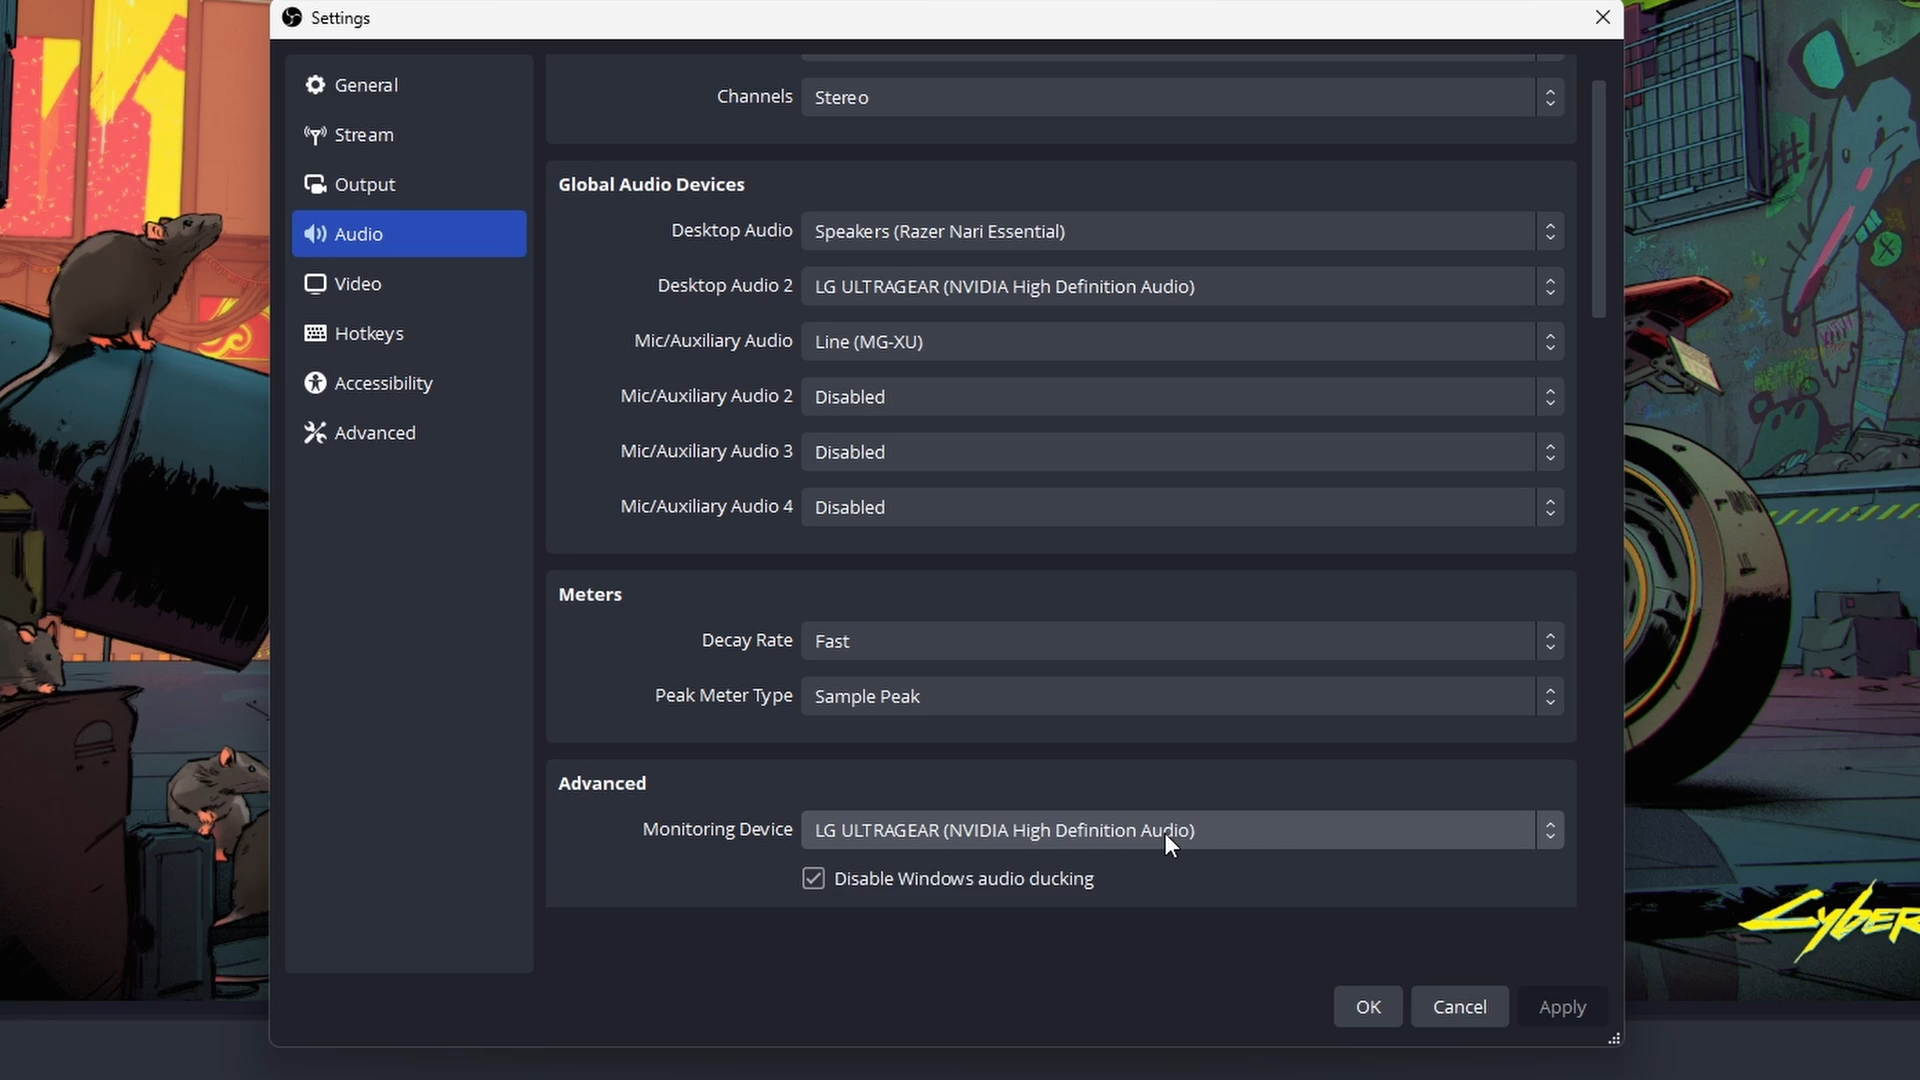 Settings
General
Stream
Output
Audio
Video
Hotkeys
Accessibility
Advanced
Channels Stereo
Global Audio Devices
Desktop Audio Speakers (Razer Nari Essential)
Desktop Audio 2 LG ULTRAGEAR (NVIDIA High Definition Audio)
Mic/Auxiliary Audio Line (MG-XU)
Mic/Auxiliary Audio 2 Disabled
Mic/Auxiliary Audio 3 Disabled
Mic/Auxiliary Audio 4 Disabled
Meters
Decay Rate Fast
Peak Meter Type Sample Peak
Advanced
Monitoring Device LG ULTRAGEAR (NVIDIA High Definition Audio)
Disable Windows audio ducking
OK Cancel Apply